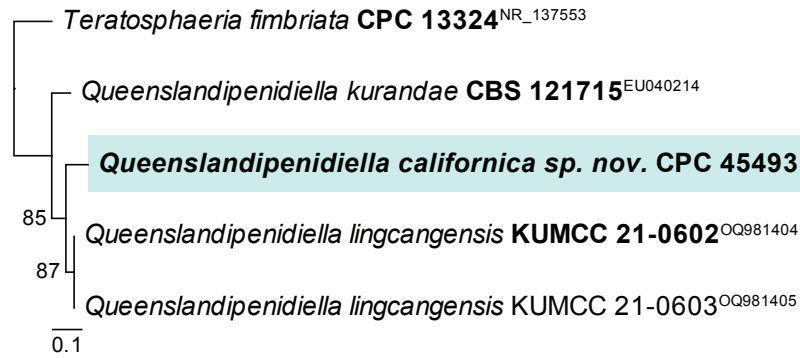 Teratosphaeria fimbriata CPC 13324NR_137553
Queenslandipenidiella kurandae CBS 121715EU040214
Queenslandipenidiella californica sp. nov. CPC 45493
85
Queenslandipenidiella lingcangensis KUMCC 21-0602OQ981404
87
Queenslandipenidiella lingcangensis KUMCC 21-0603OQ981405
0.1